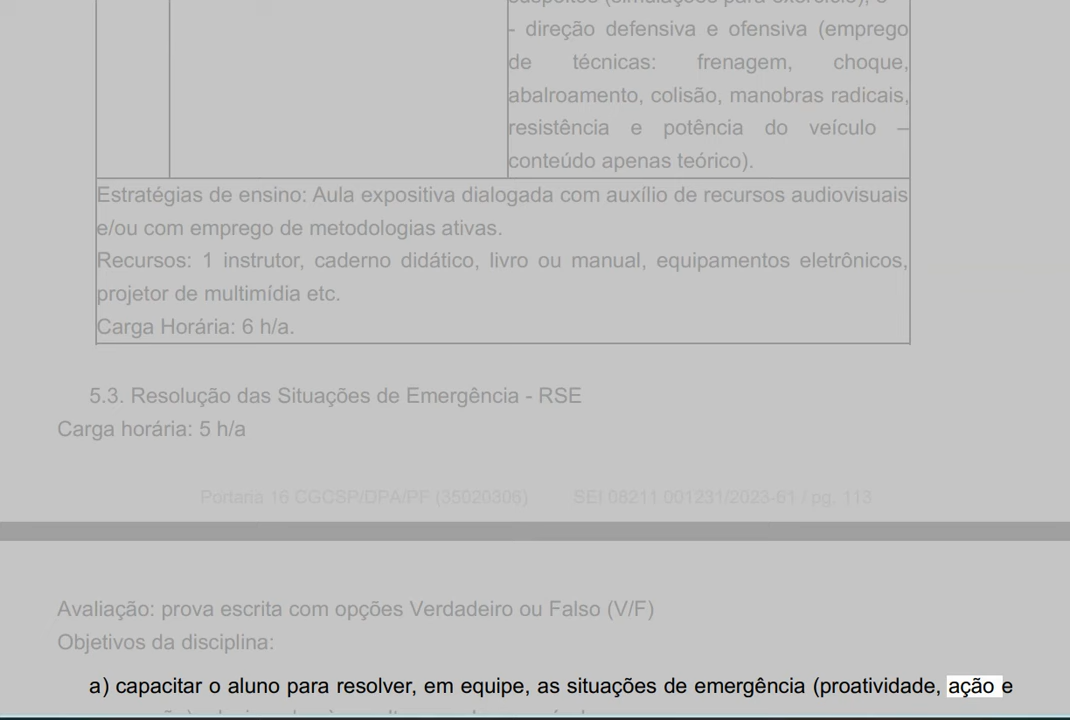 - direção defensiva e ofensiva (emprego
de técnicas: frenagem, choque,
abalroamento, colisão, manobras radicais,
resistência e potência do veículo –
conteúdo apenas teórico).
Estratégias de ensino: Aula expositiva dialogada com auxílio de recursos audiovisuais
e/ou com emprego de metodologias ativas.
Recursos: 1 instrutor, caderno didático, livro ou manual, equipamentos eletrônicos,
projetor de multimídia etc.
Carga Horária: 6 h/a.
5.3. Resolução das Situações de Emergência - RSE
Carga horária: 5 h/a
Portaria 16 CGCSP/DPA/PF (35020306) SEI 08211.001231/2023-61 / pg. 113
Avaliação: prova escrita com opções Verdadeiro ou Falso (V/F)
Objetivos da disciplina:
a) capacitar o aluno para resolver, em equipe, as situações de emergência (proatividade, ação e